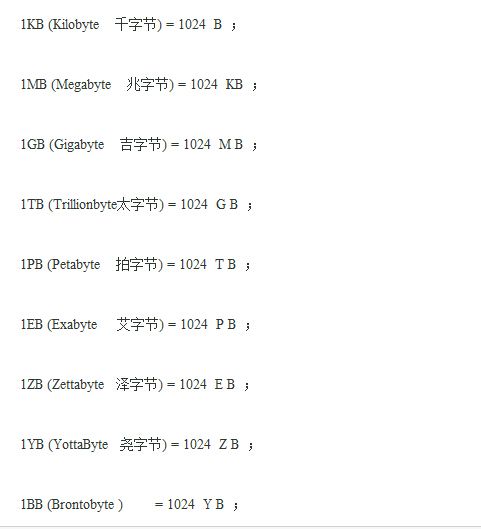 1KB (Kilobyte 千字节) = 1024 B ；
1MB (Megabyte 兆字节) = 1024 KB ；
1GB (Gigabyte 吉字节) = 1024 M B ；
1TB (Trillionbyte太字节) = 1024 G B ；
1PB (Petabyte 拍字节) = 1024 T B ；
1EB (Exabyte 艾字节) = 1024 P B ；
1ZB (Zettabyte 泽字节) = 1024 E B ；
1YB (YottaByte 尧字节) = 1024 Z B ；
1BB (Brontobyte ) = 1024 Y B ；